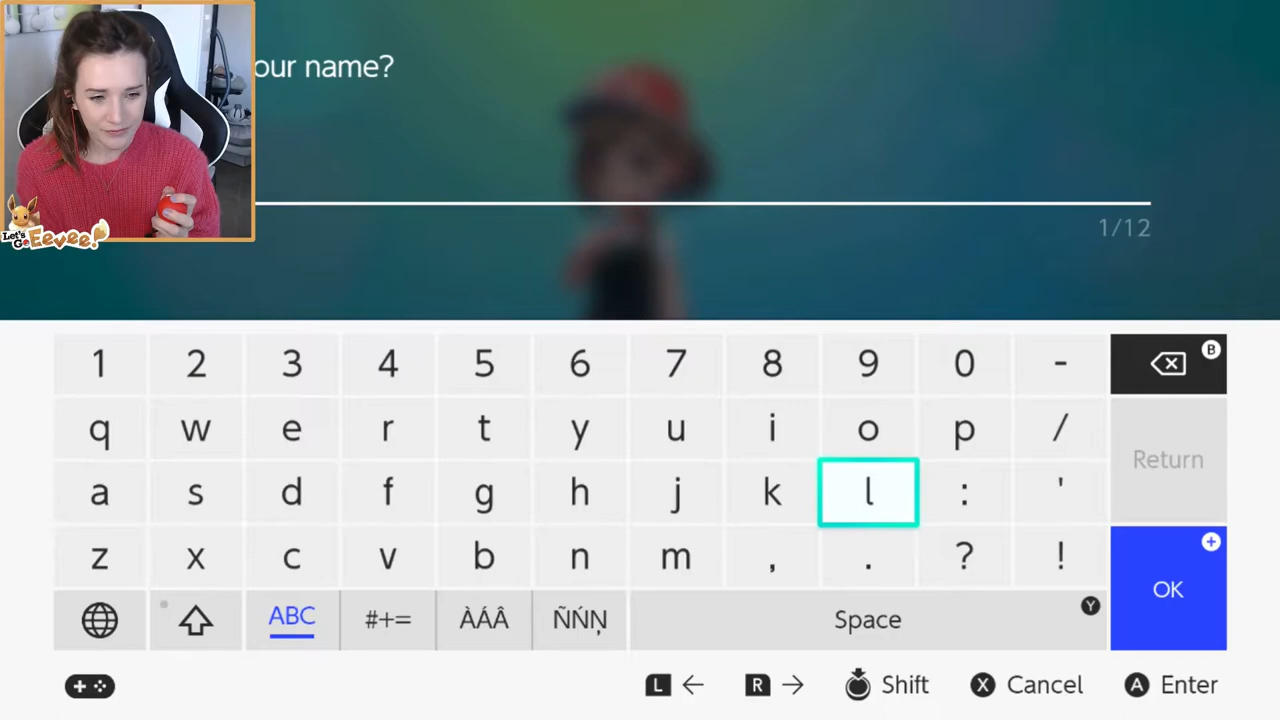 our name?
1/12
Let's Go Eevee!
1 2 3 4 5 6 7 8 9 0 - B
q w e r t y u i o p /
Return
a s d f g h j k l : '
z x c v b n m , . ? ! +
OK
ABC #+= ÀÁÂ ÑŃŅ Space Y
L ← R → Shift X Cancel A Enter